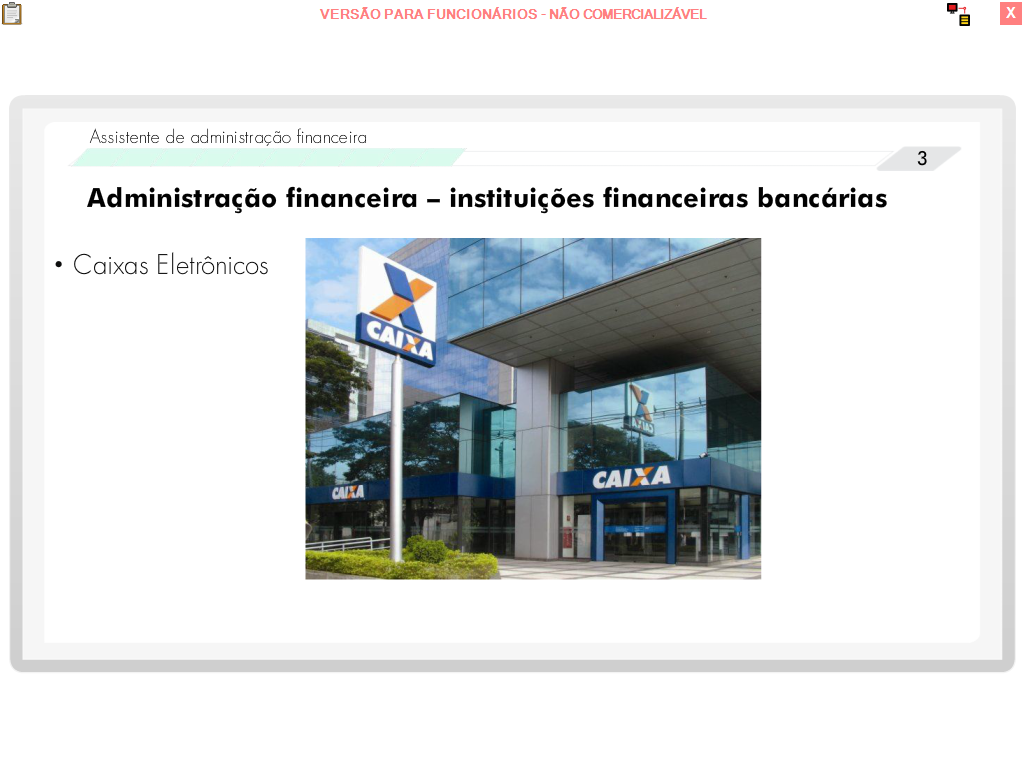 VERSÃO PARA FUNCIONÁRIOS - NÃO COMERCIALIZÁVEL
X
Assistente de administração financeira
3
Administração financeira – instituições financeiras bancárias
• Caixas Eletrônicos
CAIXA
CAIXA
CAIXA